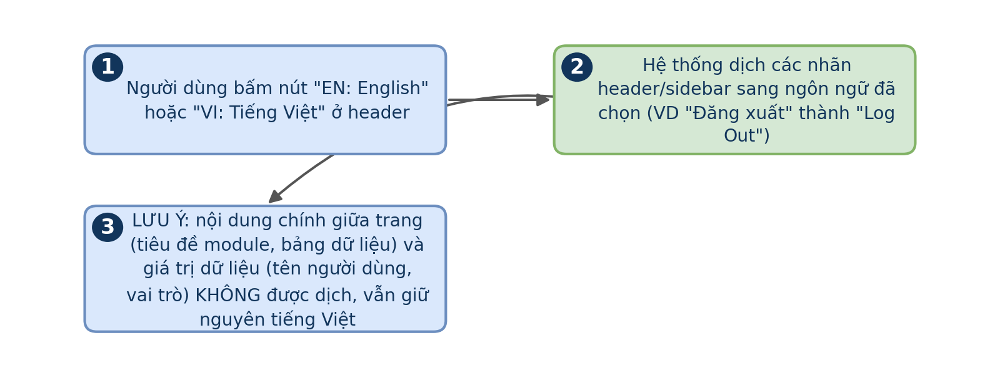 1
Người dùng bấm nút "EN: English"
hoặc "VI: Tiếng Việt" ở header
2
Hệ thống dịch các nhãn
header/sidebar sang ngôn ngữ đã
chọn (VD "Đăng xuất" thành "Log
Out")
3
LƯU Ý: nội dung chính giữa trang
(tiêu đề module, bảng dữ liệu) và
giá trị dữ liệu (tên người dùng,
vai trò) KHÔNG được dịch, vẫn giữ
nguyên tiếng Việt